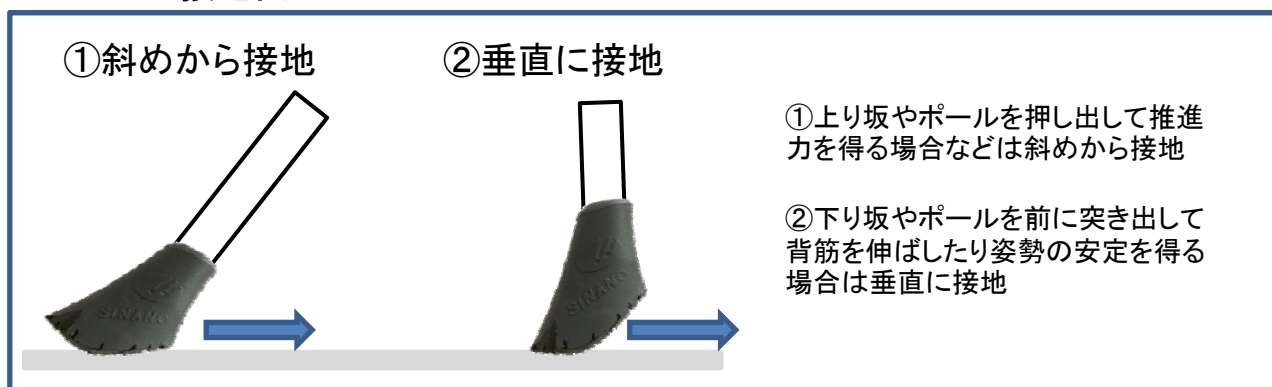 ①斜めから接地
②垂直に接地
①上り坂やポールを押し出して推進
力を得る場合などは斜めから接地
②下り坂やポールを前に突き出して
背筋を伸ばしたり姿勢の安定を得る
場合は垂直に接地
SINANO
SINANO